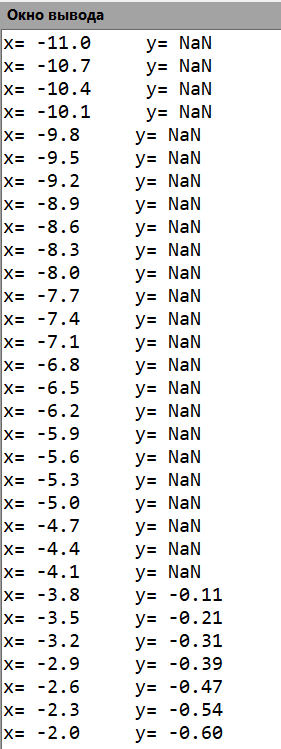 Окно вывода
x= -11.0     y= NaN
x= -10.7     y= NaN
x= -10.4     y= NaN
x= -10.1     y= NaN
x= -9.8     y= NaN
x= -9.5     y= NaN
x= -9.2     y= NaN
x= -8.9     y= NaN
x= -8.6     y= NaN
x= -8.3     y= NaN
x= -8.0     y= NaN
x= -7.7     y= NaN
x= -7.4     y= NaN
x= -7.1     y= NaN
x= -6.8     y= NaN
x= -6.5     y= NaN
x= -6.2     y= NaN
x= -5.9     y= NaN
x= -5.6     y= NaN
x= -5.3     y= NaN
x= -5.0     y= NaN
x= -4.7     y= NaN
x= -4.4     y= NaN
x= -4.1     y= NaN
x= -3.8     y= -0.11
x= -3.5     y= -0.21
x= -3.2     y= -0.31
x= -2.9     y= -0.39
x= -2.6     y= -0.47
x= -2.3     y= -0.54
x= -2.0     y= -0.60